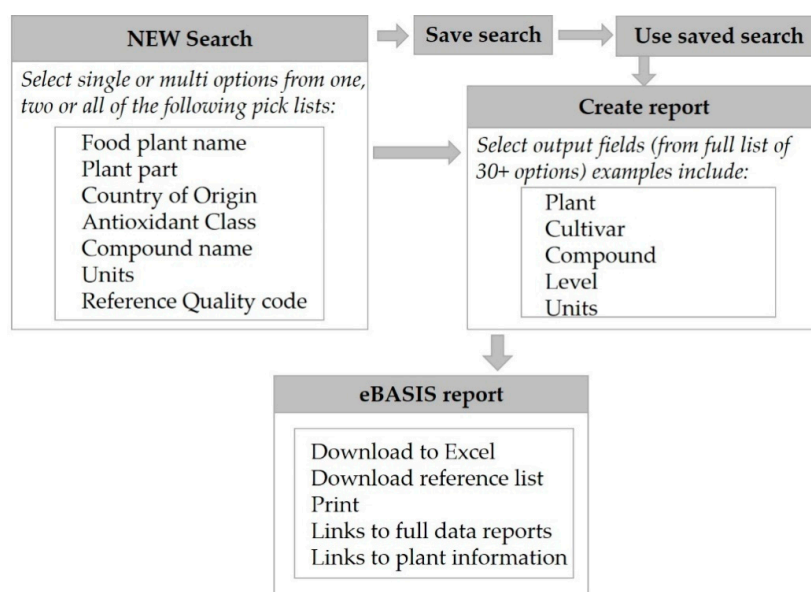 NEW Search
Save search
Use saved search
Select single or multi options from one,
two or all of the following pick lists:
Food plant name
Plant part
Country of Origin
Antioxidant Class
Compound name
Units
Reference Quality code
Create report
Select output fields (from full list of
30+ options) examples include:
Plant
Cultivar
Compound
Level
Units
eBASIS report
Download to Excel
Download reference list
Print
Links to full data reports
Links to plant information